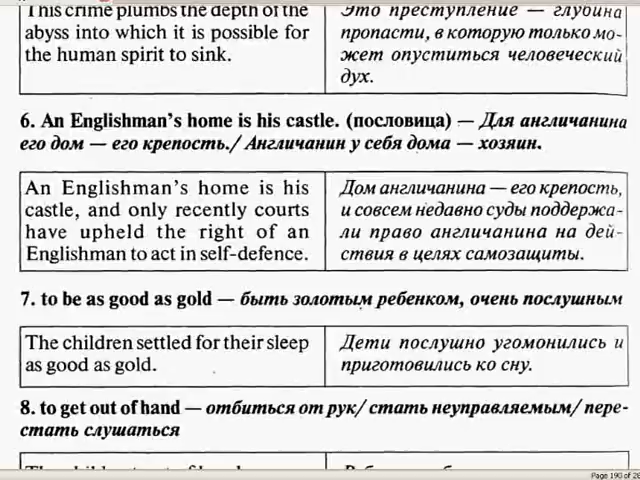 This crime plumbs the depth of the
abyss into which it is possible for
the human spirit to sink.
Это преступление — глубина
пропасти, в которую только мо-
жет опуститься человеческий
дух.
6. An Englishman's home is his castle. (пословица) — Для англичанина
его дом — его крепость./ Англичанин у себя дома — хозяин.
An Englishman's home is his
castle, and only recently courts
have upheld the right of an
Englishman to act in self-defence.
Дом англичанина — его крепость,
и совсем недавно суды поддержа-
ли право англичанина на дей-
ствия в целях самозащиты.
7. to be as good as gold — быть золотым ребенком, очень послушным
The children settled for their sleep
as good as gold.
Дети послушно угомонились и
приготовились ко сну.
8. to get out of hand — отбиться от рук/ стать неуправляемым/ пере-
стать слушаться
Page 190 of